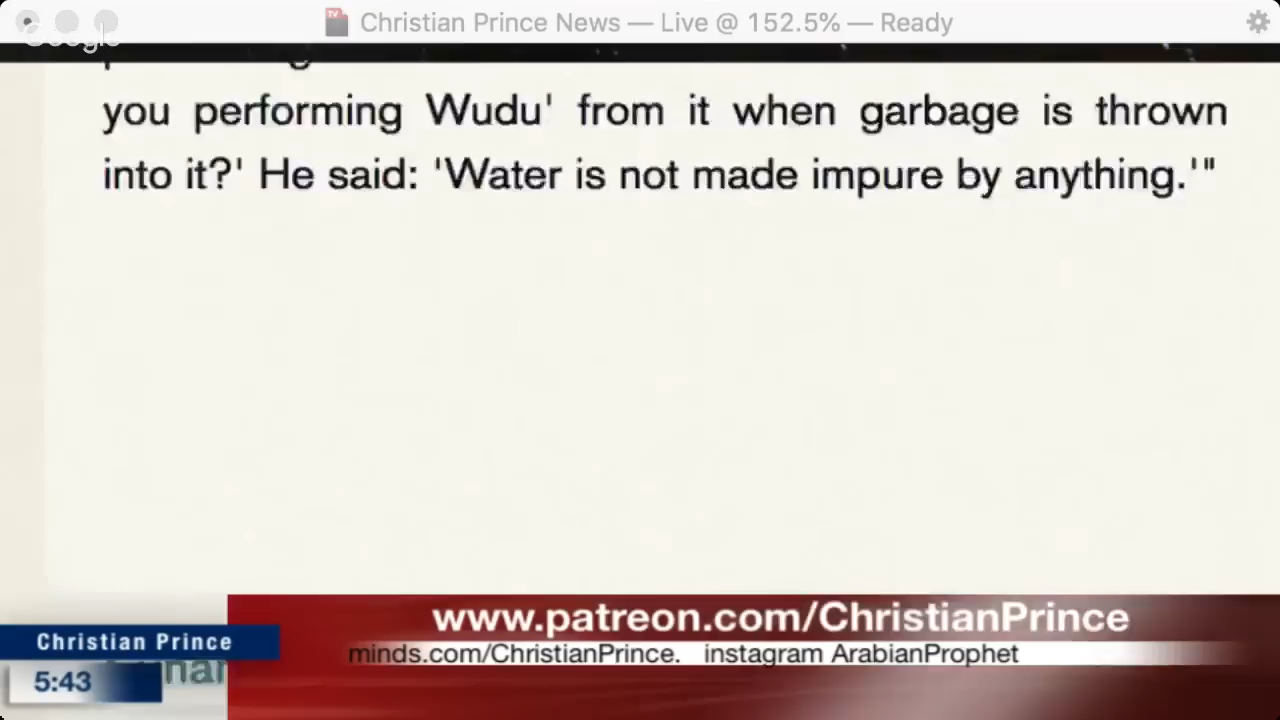 Christian Prince News — Live @ 152.5% — Ready
Google
you performing Wudu' from it when garbage is thrown
into it?' He said: 'Water is not made impure by anything.'"
www.patreon.com/ChristianPrince
Christian Prince
minds.com/ChristianPrince. instagram ArabianProphet
5:43